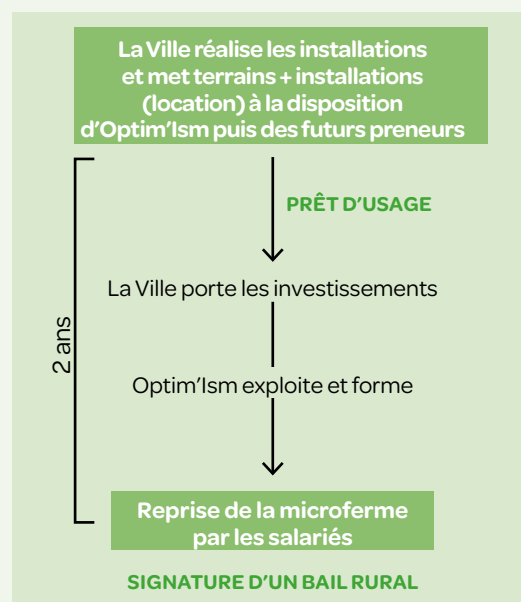 La Ville réalise les installations
et met terrains + installations
(location) à la disposition
d'Optim'Ism puis des futurs preneurs
PRÊT D'USAGE
La Ville porte les investissements
2 ans
Optim'Ism exploite et forme
Reprise de la microferme
par les salariés
SIGNATURE D'UN BAIL RURAL